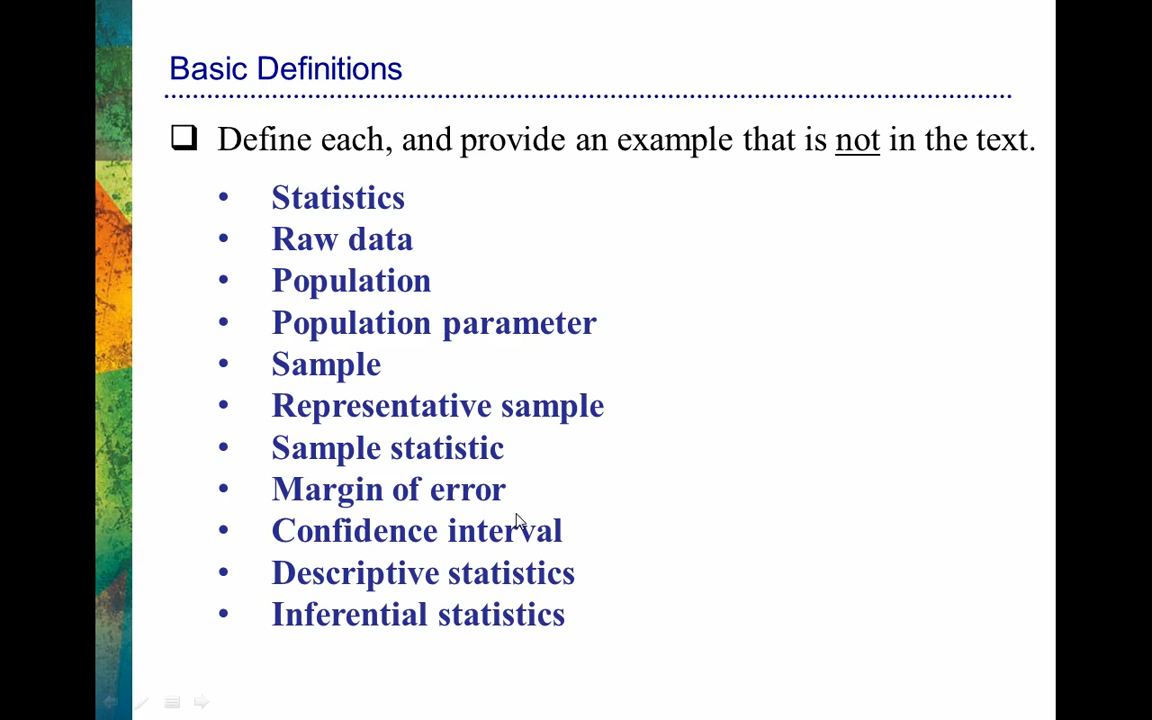 Basic Definitions
Define each, and provide an example that is not in the text.
• Statistics
• Raw data
• Population
• Population parameter
• Sample
• Representative sample
• Sample statistic
• Margin of error
• Confidence interval
• Descriptive statistics
• Inferential statistics